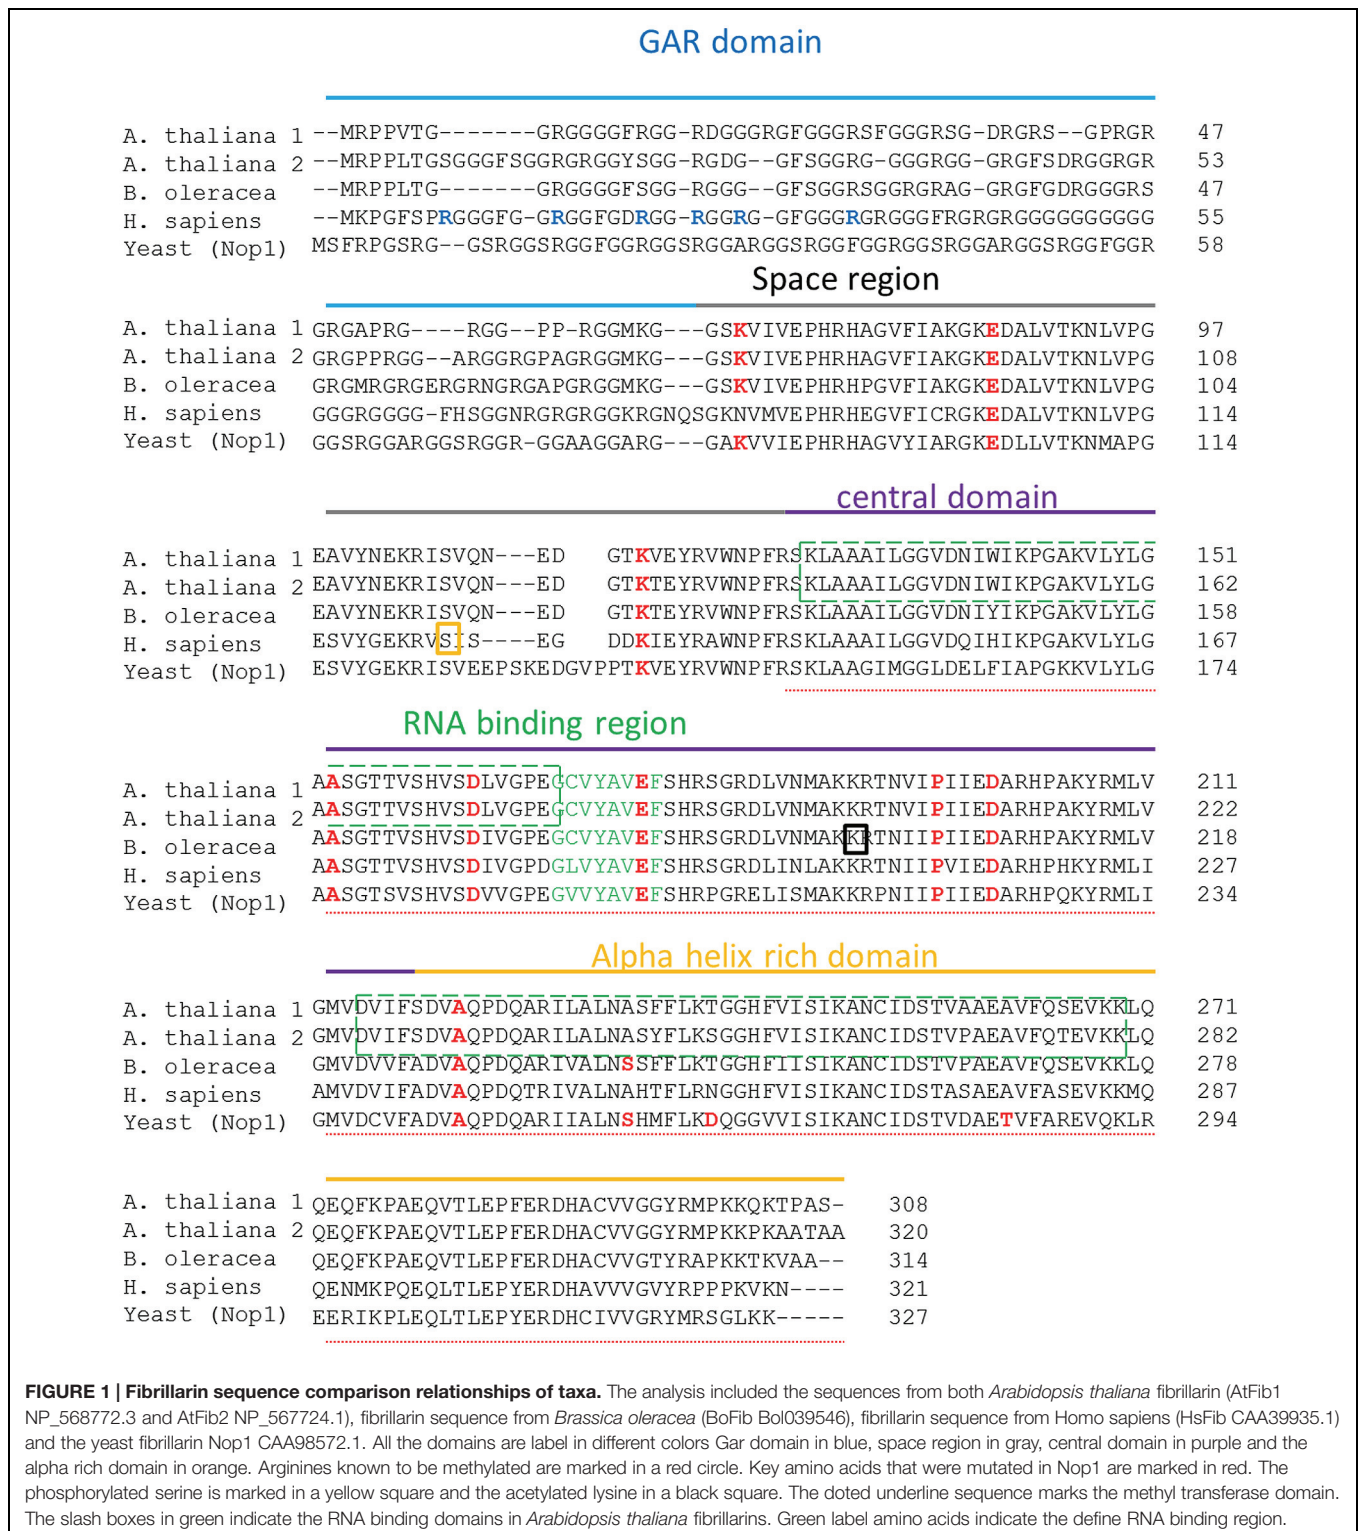 GAR domain
A. thaliana 1 --MRPPVTG-------GRGGGGFRGG-RDGGGRGFGGGRSFGGGRSG-DRGRS--GPRGR 47
A. thaliana 2 --MRPPLTGSGGGFSGGRGRGGYSGG-RGDG--GFSGGRG-GGGRGG-GRGFSDRGGRGR 53
B. oleracea --MRPPLTG-------GRGGGGFSGG-RGGG--GFSGGRSGGRGRAG-GRGFGDRGGGRS 47
H. sapiens --MKPGFSPRGGGFG-GRGGFGDRGG-RGGRG-GFGGGRGRGGGFRGRGRGGGGGGGGGG 55
Yeast (Nop1) MSFRPGSRG--GSRGGSRGGFGGRGGSRGGARGGSRGGFGGRGGSRGGARGGSRGGFGGR 58
Space region
A. thaliana 1 GRGAPRG----RGG--PP-RGGMKG---GSKVIVEPHRHAGVFIAKGKEDALVTKNLVPG 97
A. thaliana 2 GRGPPRGG--ARGGRGPAGRGGMKG---GSKVIVEPHRHAGVFIAKGKEDALVTKNLVPG 108
B. oleracea GRGMRGRGERGRNGRGAPGRGGMKG---GSKVIVEPHRHPGVFIAKGKEDALVTKNLVPG 104
H. sapiens GGGRGGGG-FHSGGNRGRGRGGKRGNQSGKNVMVEPHRHEGVFICRGKEDALVTKNLVPG 114
Yeast (Nop1) GGSRGGARGGSRGGR-GGAAGGARG---GAKVVIEPHRHAGVYIARGKEDLLVTKNMAPG 114
central domain
A. thaliana 1 EAVYNEKRISVQN---ED   GTKVEYRVWNPFRSKLAAAILGGVDNIWIKPGAKVLYLG 151
A. thaliana 2 EAVYNEKRISVQN---ED   GTKTEYRVWNPFRSKLAAAILGGVDNIWIKPGAKVLYLG 162
B. oleracea EAVYNEKRISVQN---ED   GTKTEYRVWNPFRSKLAAAILGGVDNIYIKPGAKVLYLG 158
H. sapiens ESVYGEKRVSIS----EG   DDKIEYRAWNPFRSKLAAAILGGVDQIHIKPGAKVLYLG 167
Yeast (Nop1) ESVYGEKRISVEEPSKEDGVPPTKVEYRVWNPFRSKLAAGIMGGLDELFIAPGKKVLYLG 174
RNA binding region
A. thaliana 1 AASGTTVSHVSDLVGPEGCVYAVEFSHRSGRDLVNMAKKRTNVIPIIEDARHPAKYRMLV 211
A. thaliana 2 AASGTTVSHVSDLVGPEGCVYAVEFSHRSGRDLVNMAKKRTNVIPIIEDARHPAKYRMLV 222
B. oleracea AASGTTVSHVSDIVGPEGCVYAVEFSHRSGRDLVNMAKKRTNIIPIIEDARHPAKYRMLV 218
H. sapiens AASGTTVSHVSDIVGPDGLVYAVEFSHRSGRDLINLAKKRTNIIPVIEDARHPHKYRMLI 227
Yeast (Nop1) AASGTSVSHVSDVVGPEGVVYAVEFSHRPGRELISMAKKRPNIIPIIEDARHPQKYRMLI 234
Alpha helix rich domain
A. thaliana 1 GMVDVIFSDVAQPDQARILALNASFFLKTGGHFVISIKANCIDSTVAAEAVFQSEVKKLQ 271
A. thaliana 2 GMVDVIFSDVAQPDQARILALNASYFLKSGGHFVISIKANCIDSTVPAEAVFQTEVKKLQ 282
B. oleracea GMVDVVFADVAQPDQARIVALNSSFFLKTGGHFIISIKANCIDSTVPAEAVFQSEVKKLQ 278
H. sapiens AMVDVIFADVAQPDQTRIVALNAHTFLRNGGHFVISIKANCIDSTASAEAVFASEVKKMQ 287
Yeast (Nop1) GMVDCVFADVAQPDQARIIALNSHMFLKDQGGVVISIKANCIDSTVDAETVFAREVQKLR 294
A. thaliana 1 QEQFKPAEQVTLEPFERDHACVVGGYRMPKKQKTPAS- 308
A. thaliana 2 QEQFKPAEQVTLEPFERDHACVVGGYRMPKKPKAATAA 320
B. oleracea QEQFKPAEQVTLEPFERDHACVVGTYRAPKKTKVAA-- 314
H. sapiens QENMKPQEQLTLEPYERDHAVVVGVYRPPPKVKN---- 321
Yeast (Nop1) EERIKPLEQLTLEPYERDHCIVVGRYMRSGLKK----- 327
FIGURE 1 | Fibrillarin sequence comparison relationships of taxa. The analysis included the sequences from both Arabidopsis thaliana fibrillarin (AtFib1
NP_568772.3 and AtFib2 NP_567724.1), fibrillarin sequence from Brassica oleracea (BoFib Bol039546), fibrillarin sequence from Homo sapiens (HsFib CAA39935.1)
and the yeast fibrillarin Nop1 CAA98572.1. All the domains are label in different colors Gar domain in blue, space region in gray, central domain in purple and the
alpha rich domain in orange. Arginines known to be methylated are marked in a red circle. Key amino acids that were mutated in Nop1 are marked in red. The
phosphorylated serine is marked in a yellow square and the acetylated lysine in a black square. The doted underline sequence marks the methyl transferase domain.
The slash boxes in green indicate the RNA binding domains in Arabidopsis thaliana fibrillarins. Green label amino acids indicate the define RNA binding region.